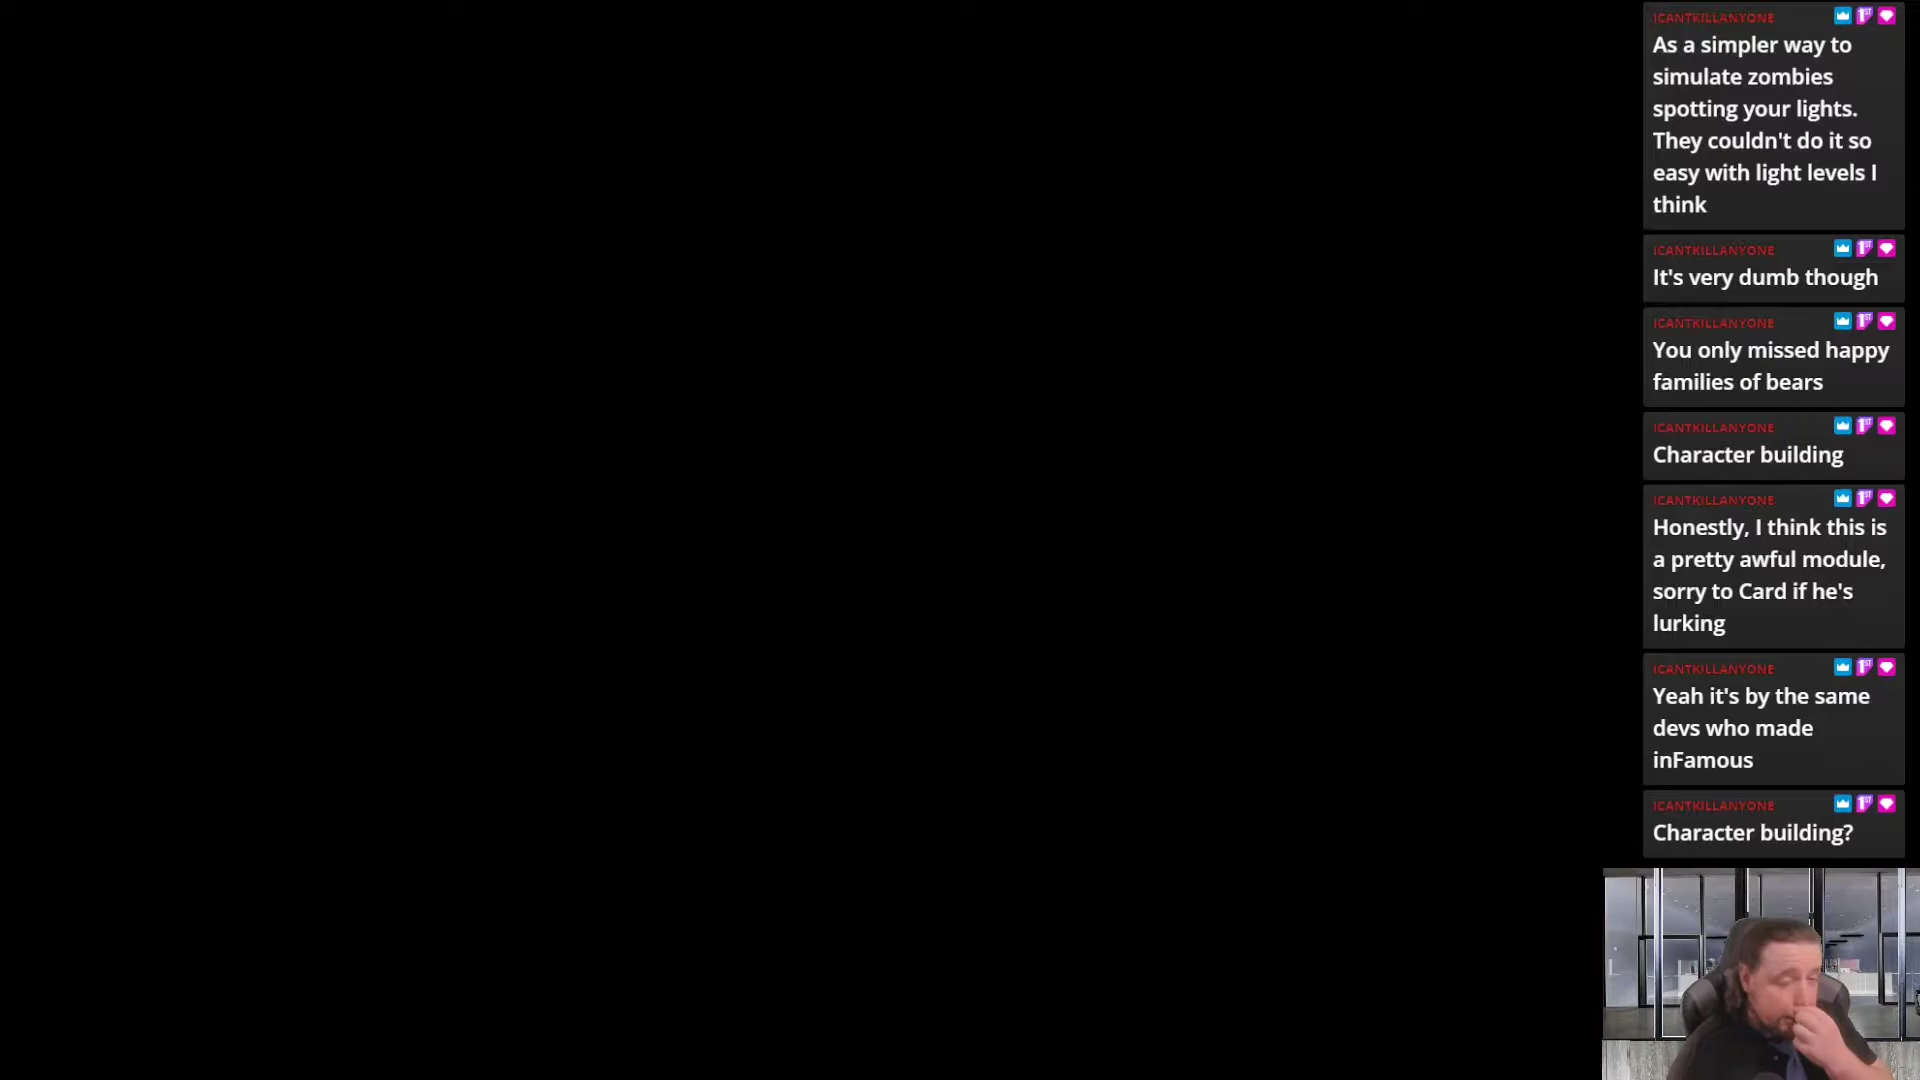 ICANTKILLANYONE
As a simpler way to
simulate zombies
spotting your lights.
They couldn't do it so
easy with light levels I
think
ICANTKILLANYONE
It's very dumb though
ICANTKILLANYONE
You only missed happy
families of bears
ICANTKILLANYONE
Character building
ICANTKILLANYONE
Honestly, I think this is
a pretty awful module,
sorry to Card if he's
lurking
ICANTKILLANYONE
Yeah it's by the same
devs who made
inFamous
ICANTKILLANYONE
Character building?